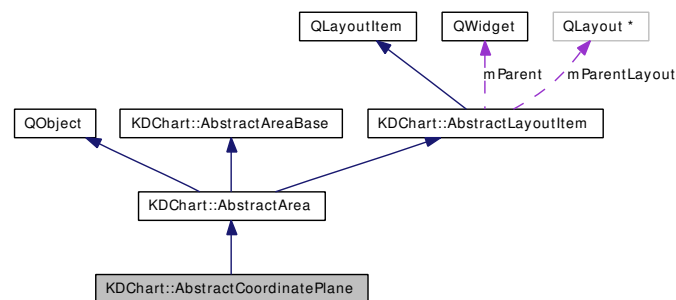 QLayoutItem
QWidget
QLayout *
mParent
mParentLayout
QObject
KDChart::AbstractAreaBase
KDChart::AbstractLayoutItem
KDChart::AbstractArea
KDChart::AbstractCoordinatePlane